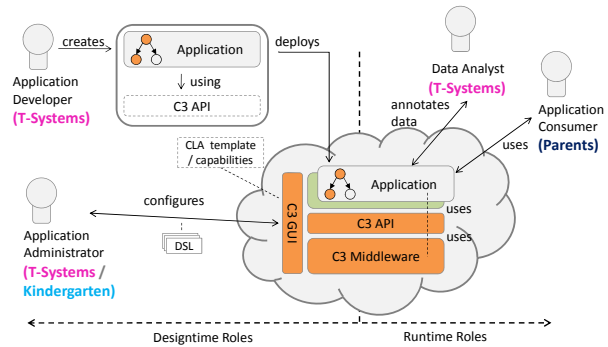 creates
Application
deploys
using
C3 API
Application
Developer
(T-Systems)
Data Analyst
(T-Systems)
annotates
data
Application
Consumer
(Parents)
uses
CLA template
/ capabilities
Application
C3 GUI
uses
C3 API
uses
C3 Middleware
configures
DSL
Application
Administrator
(T-Systems /
Kindergarten)
Designtime Roles
Runtime Roles